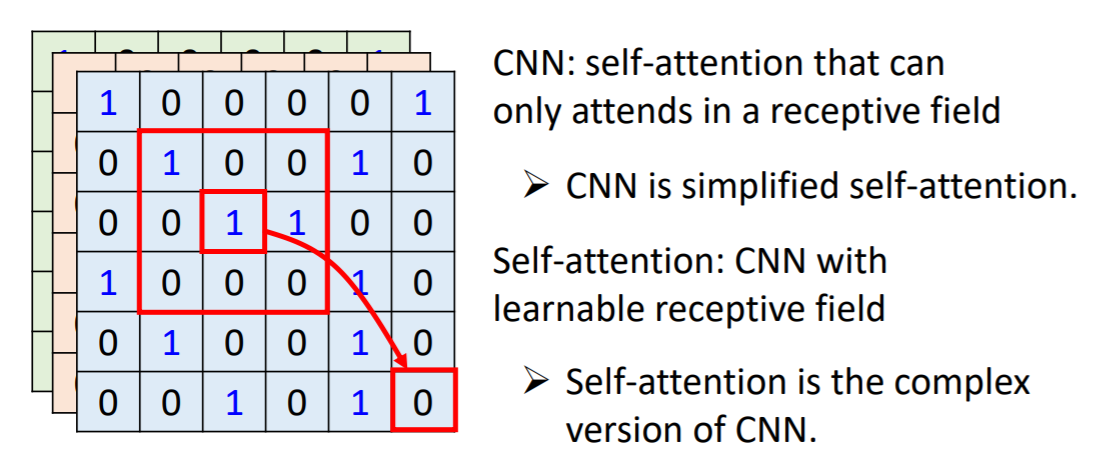 CNN: self-attention that can
only attends in a receptive field
➢ CNN is simplified self-attention.
Self-attention: CNN with
learnable receptive field
➢ Self-attention is the complex
version of CNN.
1 0 0 0 0 1
0 1 0 0 1 0
0 0 1 1 0 0
1 0 0 0 1 0
0 1 0 0 1 0
0 0 1 0 1 0